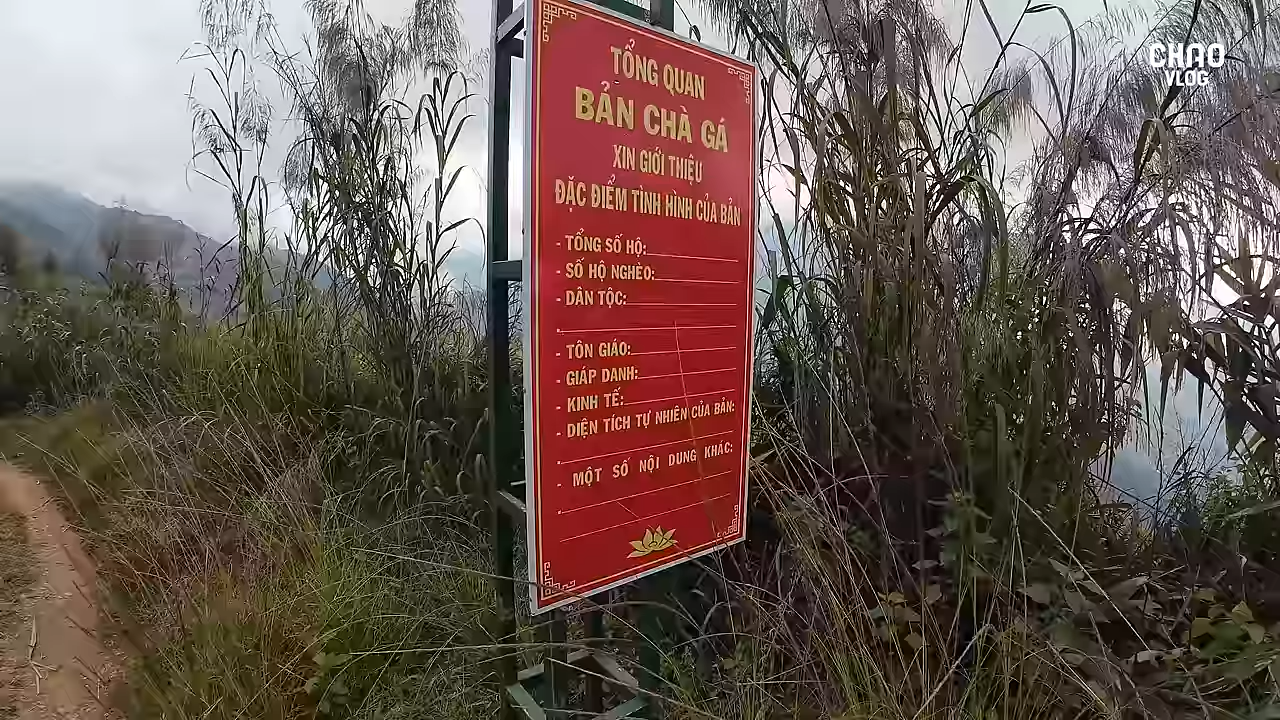 CHAO
VLOG
TỔNG QUAN
BẢN CHÀ GÁ
XIN GIỚI THIỆU
ĐẶC ĐIỂM TÌNH HÌNH CỦA BẢN
- TỔNG SỐ HỘ:
- SỐ HỘ NGHÈO:
- DÂN TỘC:
- TÔN GIÁO:
- GIÁP DANH:
- KINH TẾ:
- DIỆN TÍCH TỰ NHIÊN CỦA BẢN:
- MỘT SỐ NỘI DUNG KHÁC: